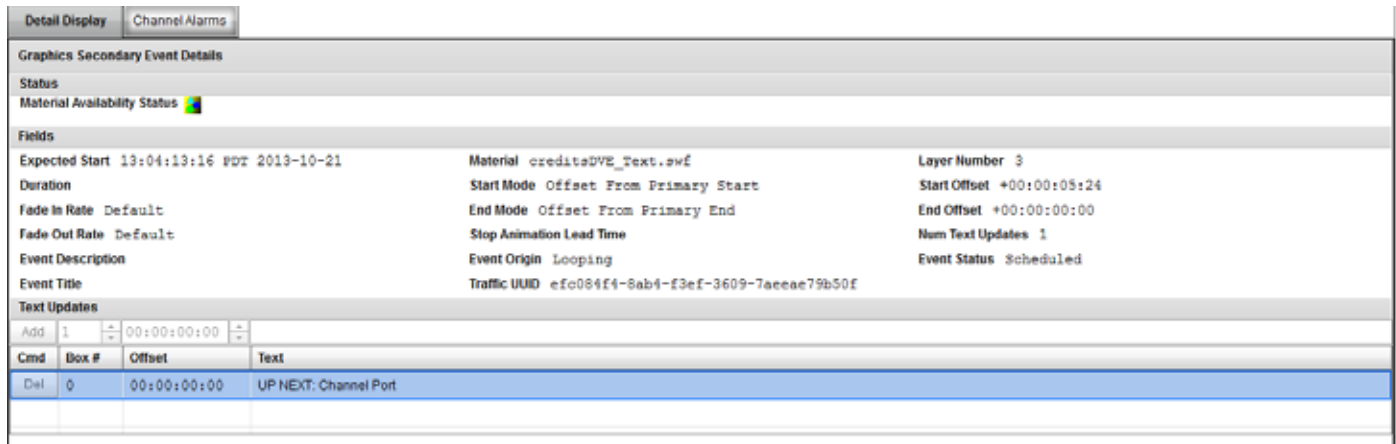 Detail Display Channel Alarms
Graphics Secondary Event Details
Status
Material Availability Status
Fields
Expected Start 13:04:13:16 PDT 2013-10-21 Material creditsDVE_Text.swf Layer Number 3
Duration Start Mode Offset From Primary Start Start Offset +00:00:05:24
Fade In Rate Default End Mode Offset From Primary End End Offset +00:00:00:00
Fade Out Rate Default Stop Animation Lead Time Num Text Updates 1
Event Description Event Origin Looping Event Status Scheduled
Event Title Traffic UUID efc084f4-8ab4-f3ef-3609-7aeeae79b50f
Text Updates
Add 1 00:00:00:00
Cmd Box # Offset Text
Del 0 00:00:00:00 UP NEXT: Channel Port